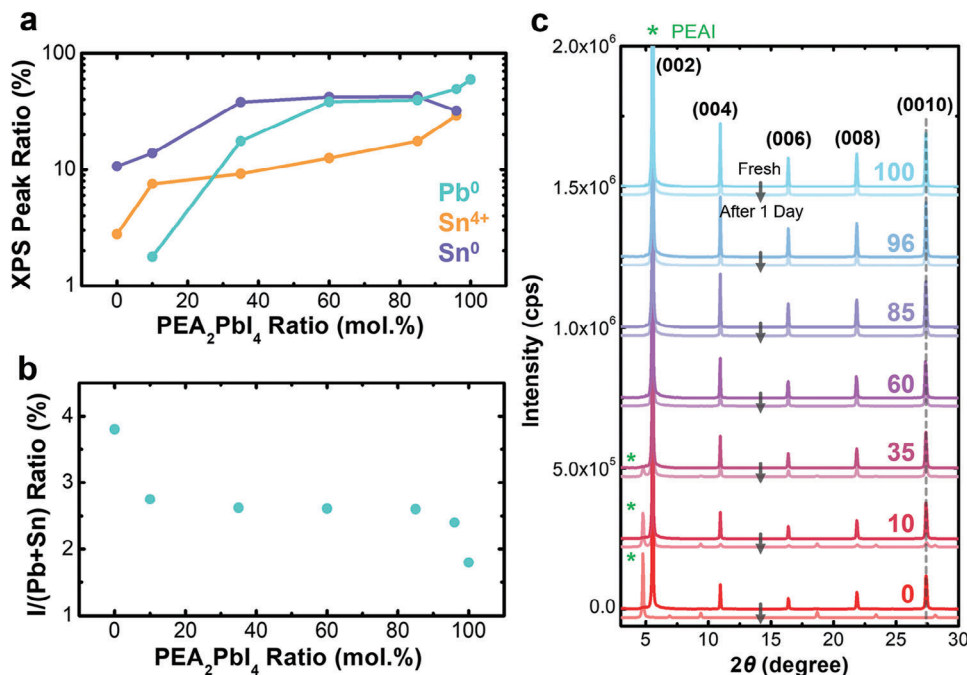 a
XPS Peak Ratio (%)
100
10
1
Pb⁰
Sn⁴⁺
Sn⁰
0 20 40 60 80 100
PEA₂PbI₄ Ratio (mol.%)
b
I/(Pb+Sn) Ratio (%)
4
3
2
1
0 20 40 60 80 100
PEA₂PbI₄ Ratio (mol.%)
c
* PEAI
Intensity (cps)
2.0x10⁶
1.5x10⁶
1.0x10⁶
5.0x10⁵
0.0
(002)
(004)
(006)
(008)
(0010)
Fresh
After 1 Day
100
96
85
60
* 35
* 10
* 0
5 10 15 20 25 30
2θ (degree)